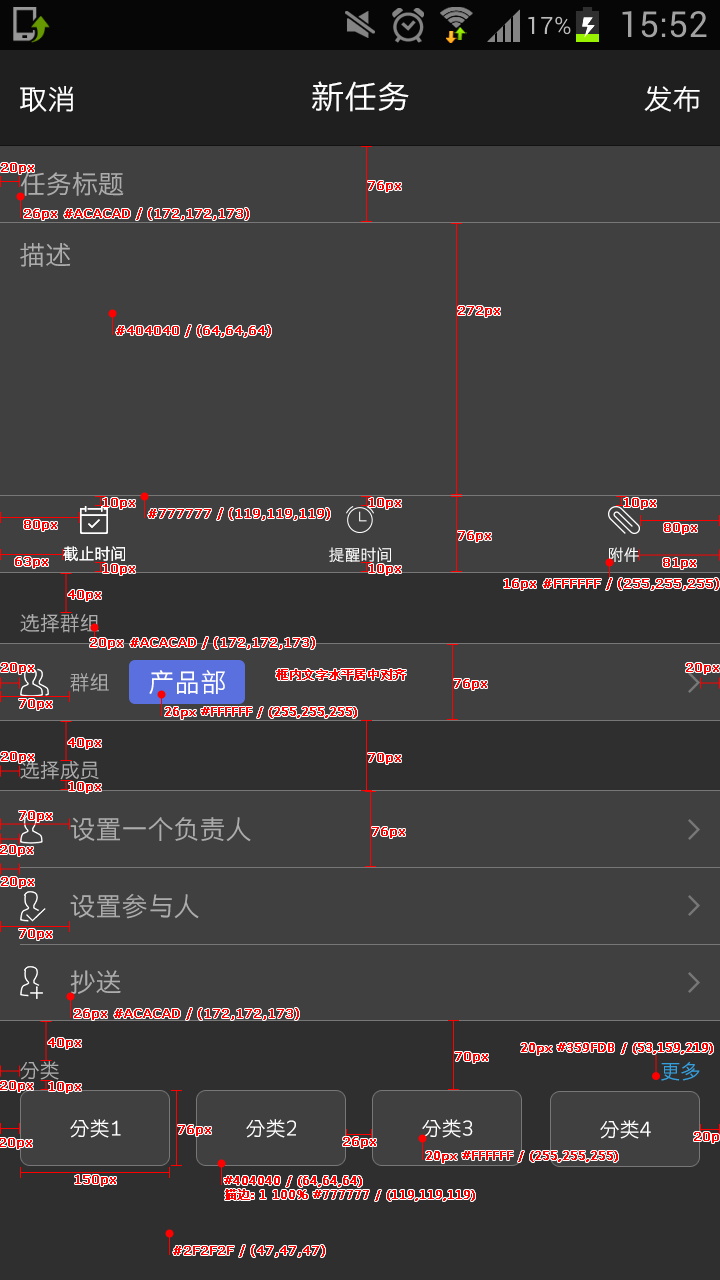 17% 15:52
取消 新任务 发布
20px
任务标题 76px
26px #ACACAD / (172,172,173)
描述
272px
#404040 / (64,64,64)
10px 10px 10px
#777777 / (119,119,119)
80px 80px
76px
截止时间 提醒时间 附件
63px 81px
10px 10px
16px #FFFFFF / (255,255,255)
40px
选择群组
20px #ACACAD / (172,172,173)
20px 20px
群组 产品部 框内文字水平居中对齐 76px
70px
26px #FFFFFF / (255,255,255)
40px
20px 70px
选择成员
10px
70px
设置一个负责人 76px
20px
20px
设置参与人
70px
抄送
26px #ACACAD / (172,172,173)
40px 20px #359FDB / (53,159,219)
70px
分类 更多
20px 10px
分类1 分类2 分类3 分类4
76px
20px 26px 20p
20px #FFFFFF / (255,255,255)
150px
#404040 / (64,64,64)
描边: 1 100% #777777 / (119,119,119)
#2F2F2F / (47,47,47)